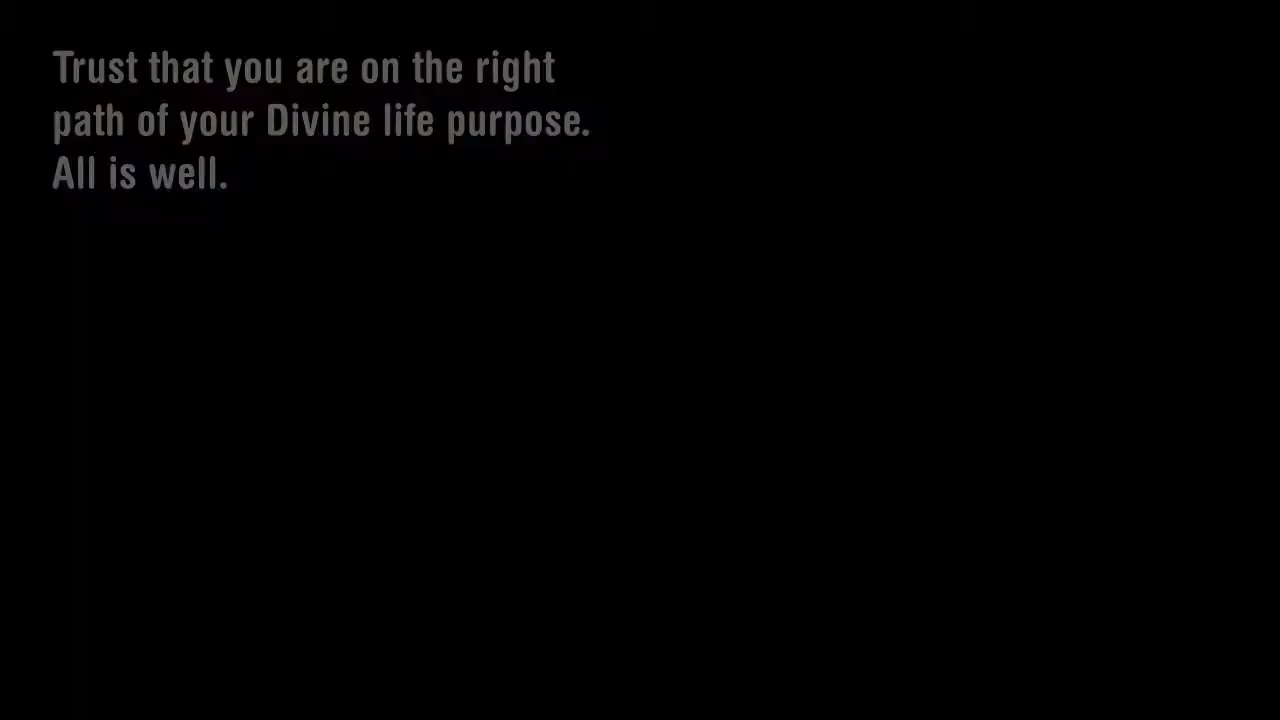 Trust that you are on the right
path of your Divine life purpose.
All is well.